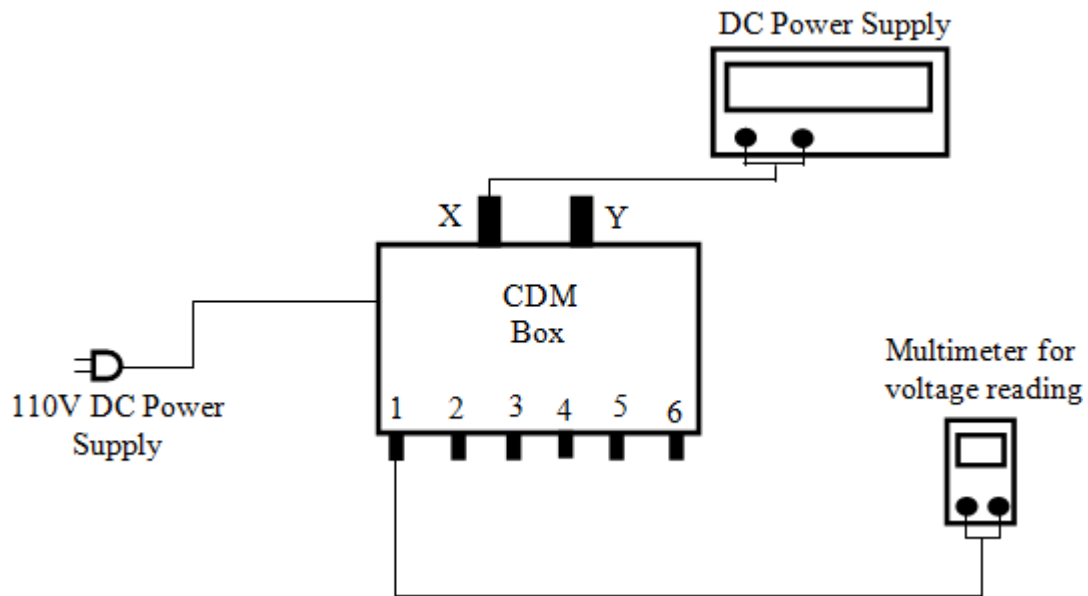 DC Power Supply
X
Y
CDM
Box
110V DC Power
Supply
1 2 3 4 5 6
Multimeter for
voltage reading